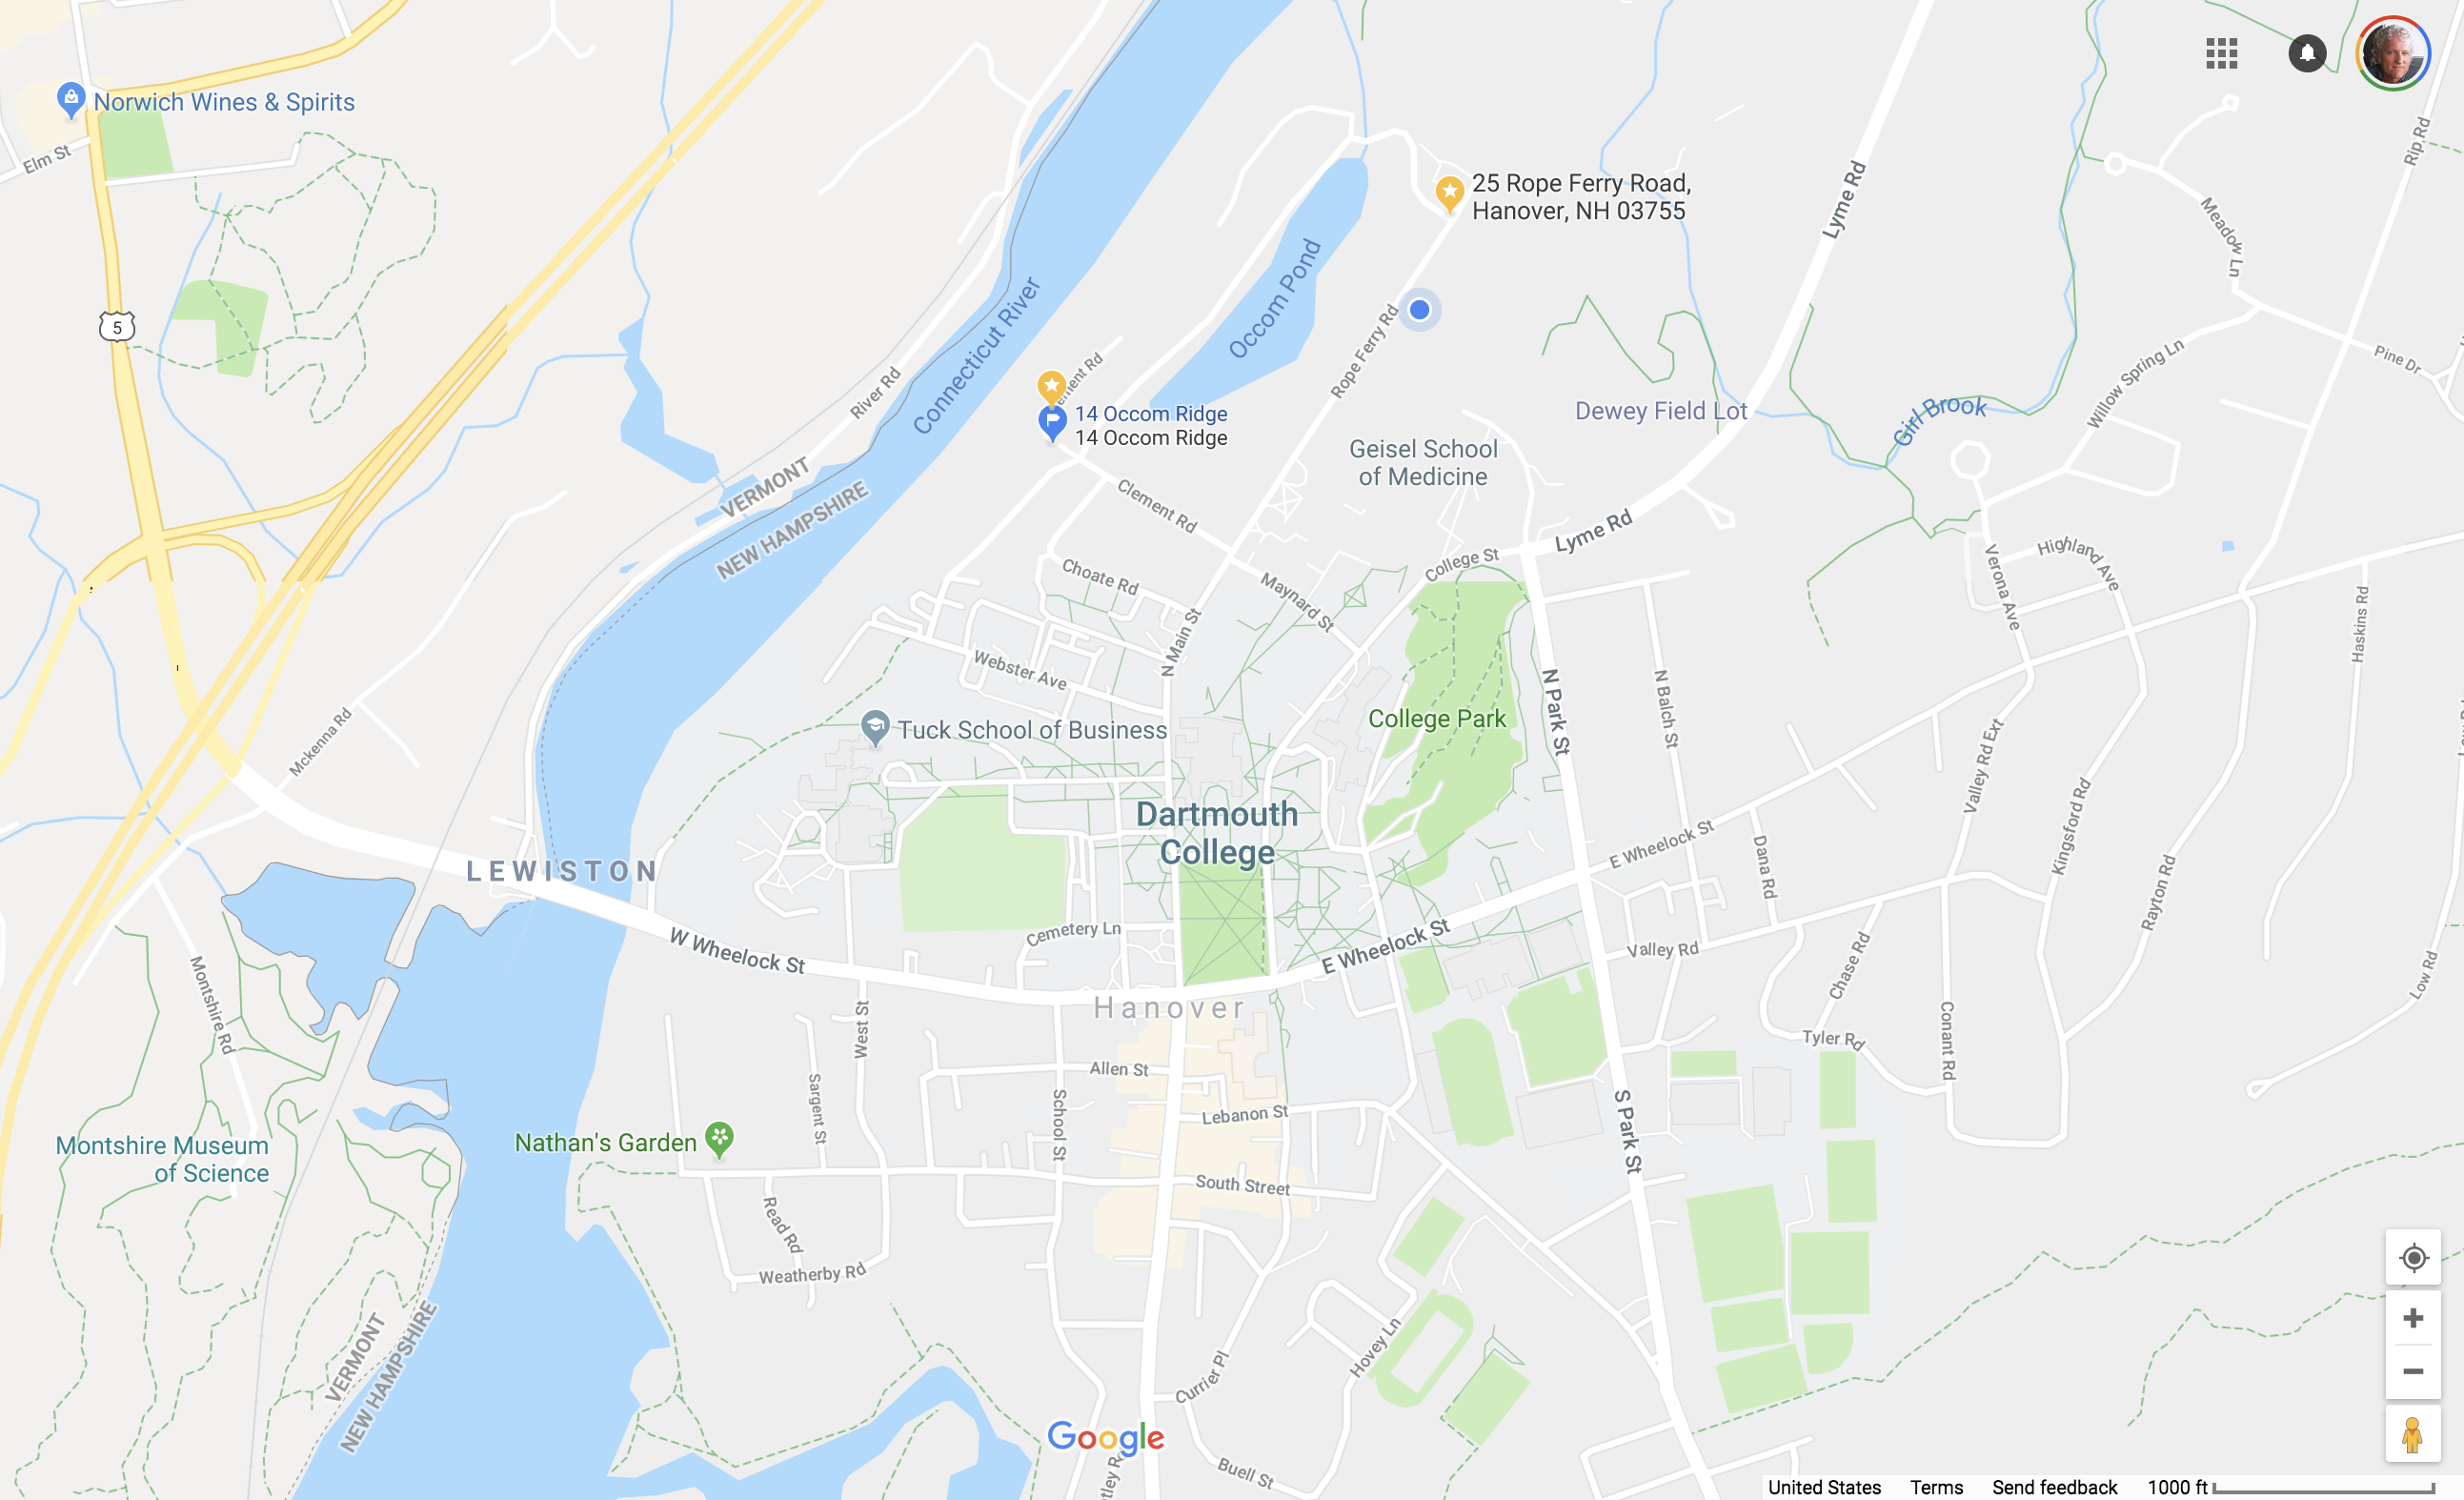 Norwich Wines & Spirits
Elm St
5
25 Rope Ferry Road,
Hanover, NH 03755
Lyme Rd
Rip Rd
Meadow Ln
Connecticut River
Occom Pond
River Rd
Rope Ferry Rd
14 Occom Ridge
14 Occom Ridge
Willow Spring Ln
Pine Dr
Dewey Field Lot
Girl Brook
Geisel School
of Medicine
VERMONT
NEW HAMPSHIRE
Clement Rd
Lyme Rd
College St
Choate Rd
Maynard St
Highland Ave
Verona Ave
Haskins Rd
N Main St
Webster Ave
N Park St
N Balch St
College Park
Tuck School of Business
Mckenna Rd
Valley Rd Ext
Kingsford Rd
Dartmouth
College
E Wheelock St
Dana Rd
LEWISTON
Rayton Rd
Cemetery Ln
W Wheelock St
E Wheelock St
Valley Rd
Chase Rd
Low Rd
Montshire Rd
Hanover
West St
Tyler Rd
Conant Rd
Allen St
Sargent St
School St
Lebanon St
S Park St
Nathan's Garden
Montshire Museum
of Science
South Street
Read Rd
Weatherby Rd
VERMONT
NEW HAMPSHIRE
Hovey Ln
Currier Pl
Google
Buell St
United States
Terms
Send feedback
1000 ft